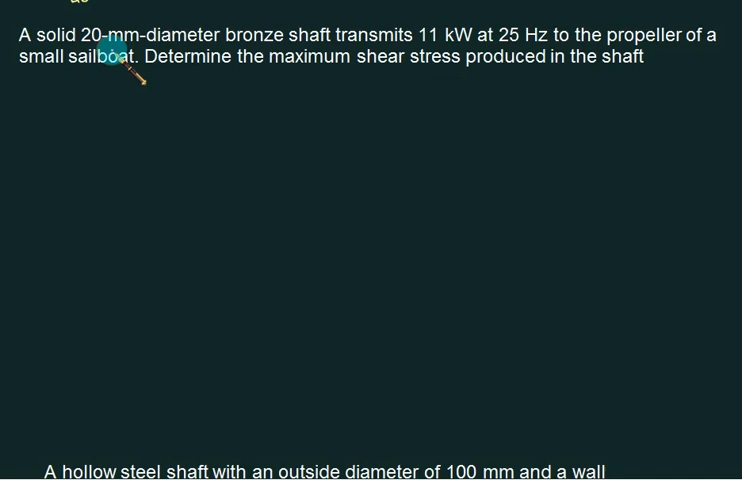 A solid 20-mm-diameter bronze shaft transmits 11 kW at 25 Hz to the propeller of a
small sailboat. Determine the maximum shear stress produced in the shaft
A hollow steel shaft with an outside diameter of 100 mm and a wall